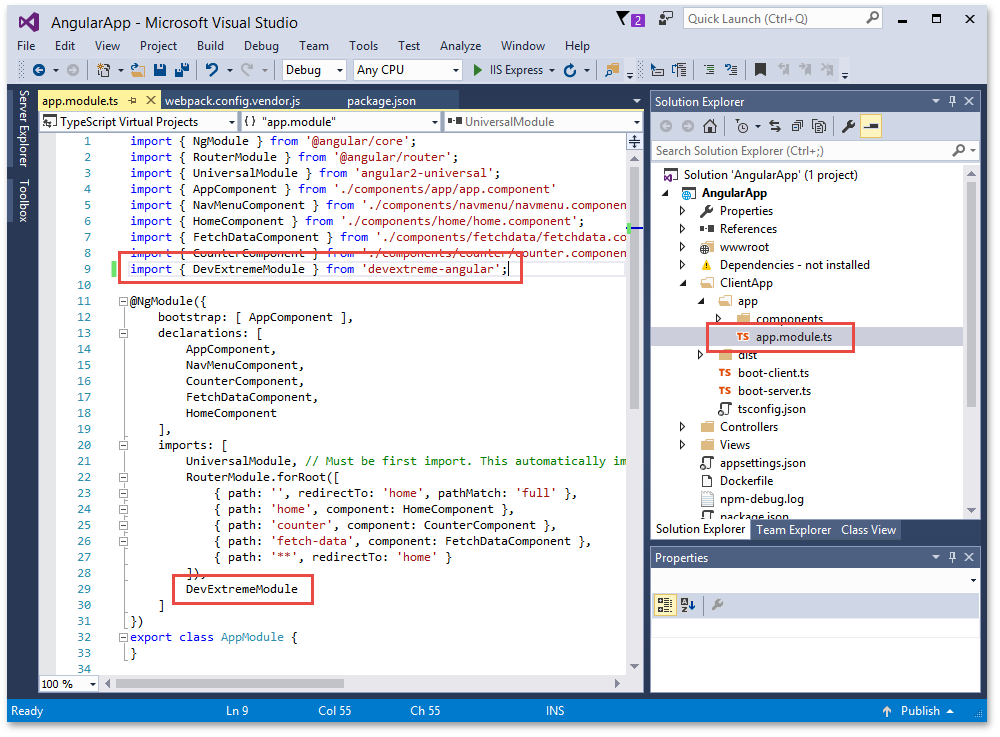 AngularApp - Microsoft Visual Studio
2
Quick Launch (Ctrl+Q)
File Edit View Project Build Debug Team Tools Test Analyze Window Help
Debug Any CPU IIS Express
Server Explorer
Toolbox
app.module.ts webpack.config.vendor.js package.json
TypeScript Virtual Projects {} "app.module" UniversalModule
1 import { NgModule } from '@angular/core';
2 import { RouterModule } from '@angular/router';
3 import { UniversalModule } from 'angular2-universal';
4 import { AppComponent } from './components/app/app.component'
5 import { NavMenuComponent } from './components/navmenu/navmenu.componen
6 import { HomeComponent } from './components/home/home.component';
7 import { FetchDataComponent } from './components/fetchdata/fetchdata.co
8 import { CounterComponent } from './components/counter/counter.componen
9 import { DevExtremeModule } from 'devextreme-angular';
10
11 @NgModule({
12 bootstrap: [ AppComponent ],
13 declarations: [
14 AppComponent,
15 NavMenuComponent,
16 CounterComponent,
17 FetchDataComponent,
18 HomeComponent
19 ],
20 imports: [
21 UniversalModule, // Must be first import. This automatically im
22 RouterModule.forRoot([
23 { path: '', redirectTo: 'home', pathMatch: 'full' },
24 { path: 'home', component: HomeComponent },
25 { path: 'counter', component: CounterComponent },
26 { path: 'fetch-data', component: FetchDataComponent },
27 { path: '**', redirectTo: 'home' }
28 ]),
29 DevExtremeModule
30 ]
31 })
32 export class AppModule {
33 }
34
100 %
Solution Explorer
Search Solution Explorer (Ctrl+;)
Solution 'AngularApp' (1 project)
AngularApp
Properties
References
wwwroot
Dependencies - not installed
ClientApp
app
components
TS app.module.ts
dist
TS boot-client.ts
TS boot-server.ts
tsconfig.json
Controllers
Views
appsettings.json
Dockerfile
npm-debug.log
package.json
Solution Explorer Team Explorer Class View
Properties
Ready Ln 9 Col 55 Ch 55 INS Publish